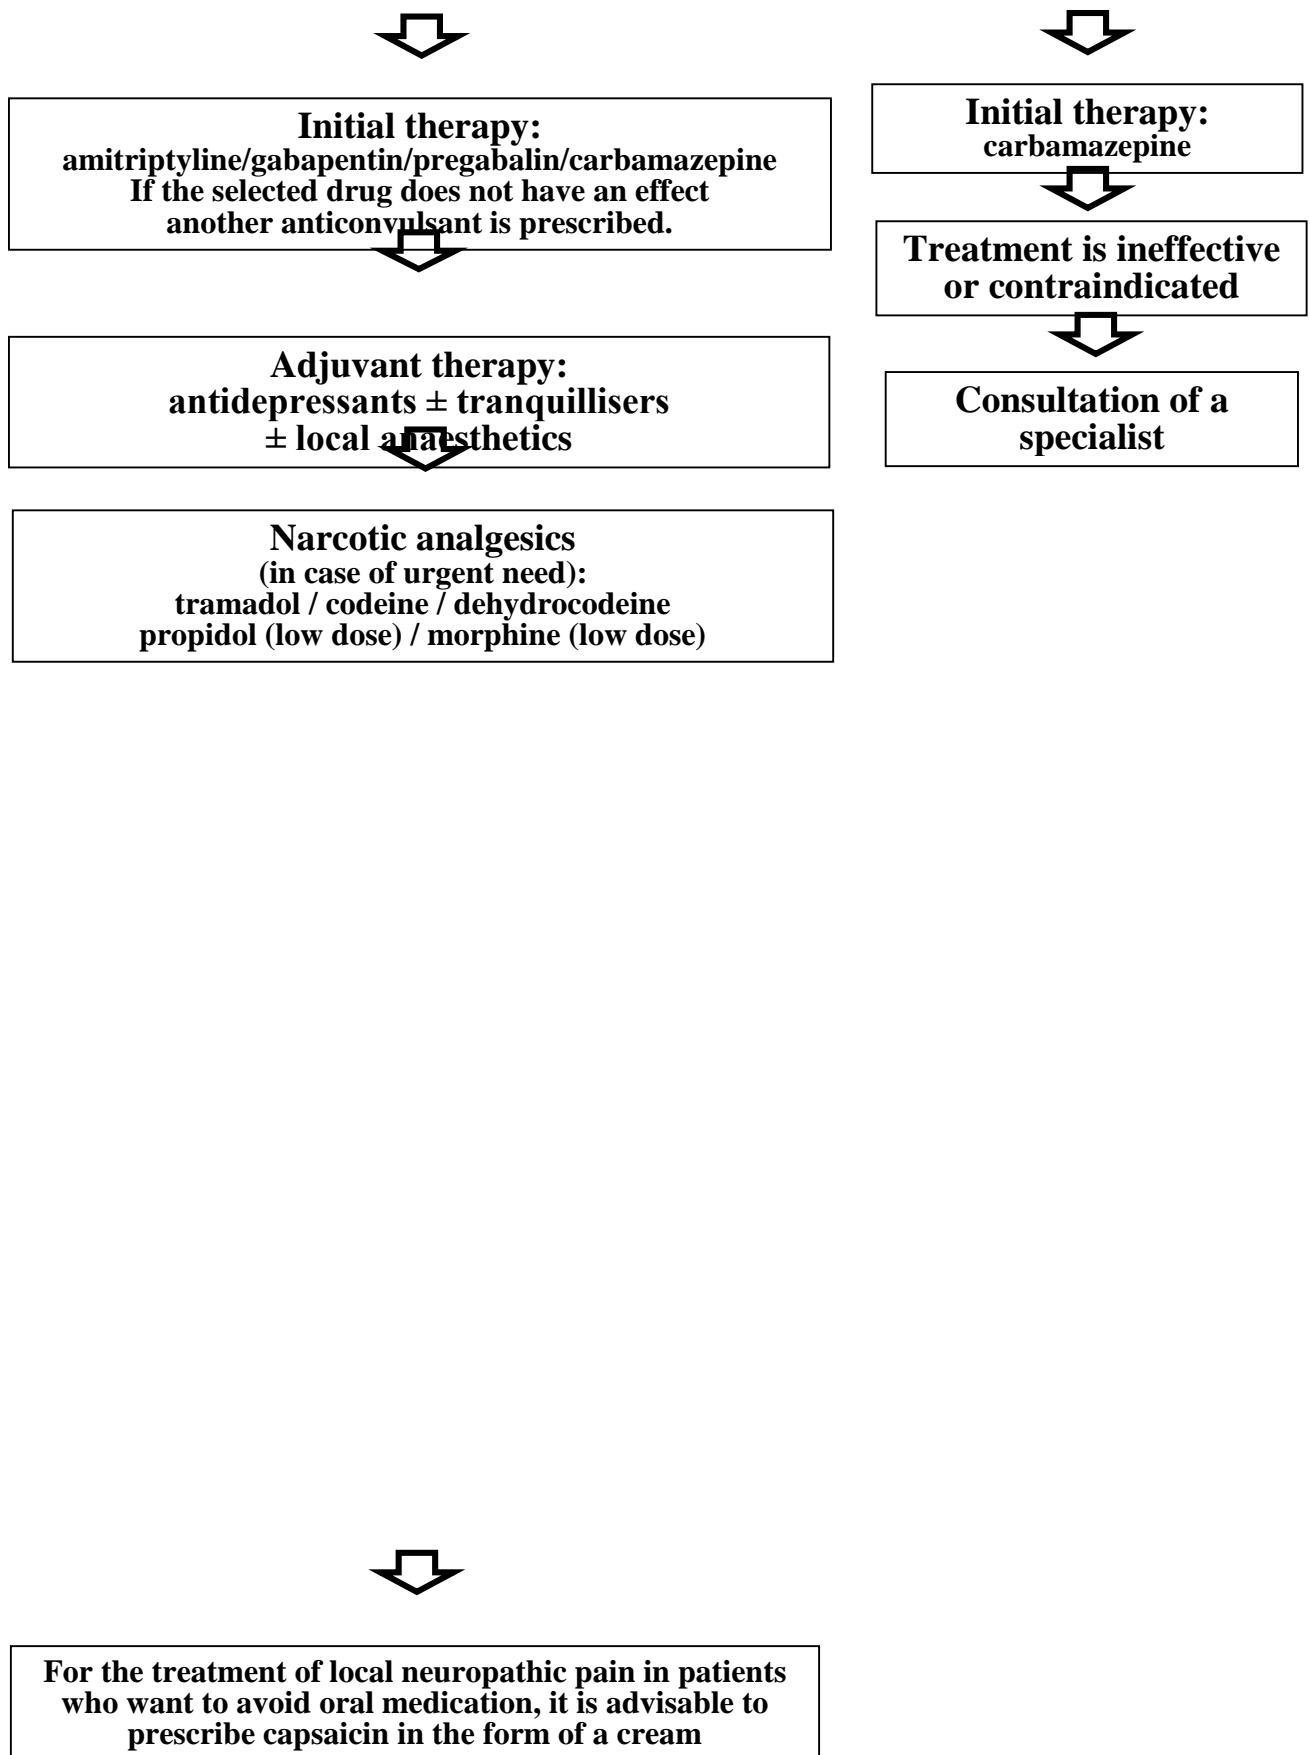 Initial therapy:
amitriptyline/gabapentin/pregabalin/carbamazepine
If the selected drug does not have an effect
another anticonvulsant is prescribed.
Adjuvant therapy:
antidepressants ± tranquillisers
± local anaesthetics
Narcotic analgesics
(in case of urgent need):
tramadol / codeine / dehydrocodeine
propidol (low dose) / morphine (low dose)
For the treatment of local neuropathic pain in patients
who want to avoid oral medication, it is advisable to
prescribe capsaicin in the form of a cream
Initial therapy:
carbamazepine
Treatment is ineffective
or contraindicated
Consultation of a
specialist